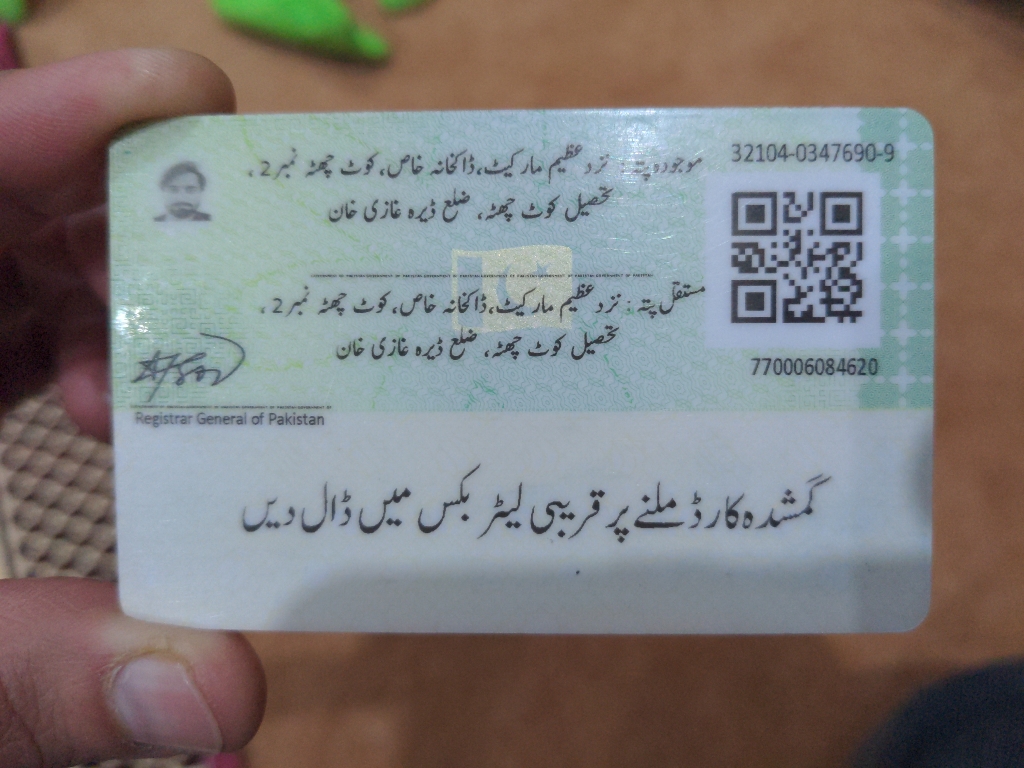 32104-0347690-9
موجودہ پتہ : نزد عظیم مارکیٹ، ڈاکخانہ خاص، کوٹ چھٹہ نمبر 2 ،
تحصیل کوٹ چھٹہ، ضلع ڈیرہ غازی خان
مستقل پتہ : نزد عظیم مارکیٹ، ڈاکخانہ خاص، کوٹ چھٹہ نمبر 2 ،
تحصیل کوٹ چھٹہ، ضلع ڈیرہ غازی خان
770006084620
Registrar General of Pakistan
گمشدہ کارڈ ملنے پر قریبی لیٹر بکس میں ڈال دیں